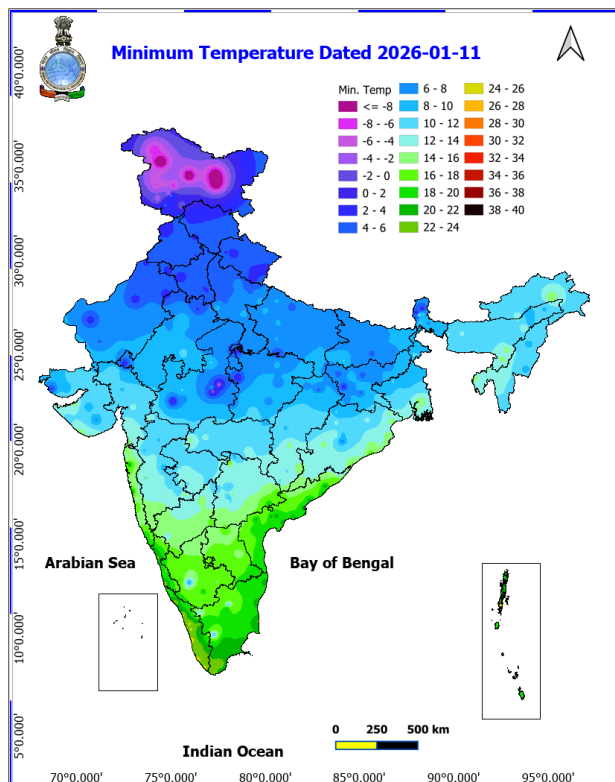 Minimum Temperature Dated 2026-01-11
Min. Temp
<= -8
-8 - -6
-6 - -4
-4 - -2
-2 - 0
0 - 2
2 - 4
4 - 6
6 - 8
8 - 10
10 - 12
12 - 14
14 - 16
16 - 18
18 - 20
20 - 22
22 - 24
24 - 26
26 - 28
28 - 30
30 - 32
32 - 34
34 - 36
36 - 38
38 - 40
40°0.000'
35°0.000'
30°0.000'
25°0.000'
20°0.000'
15°0.000'
10°0.000'
5°0.000'
Arabian Sea
Bay of Bengal
Indian Ocean
0 250 500 km
70°0.000' 75°0.000' 80°0.000' 85°0.000' 90°0.000' 95°0.000'